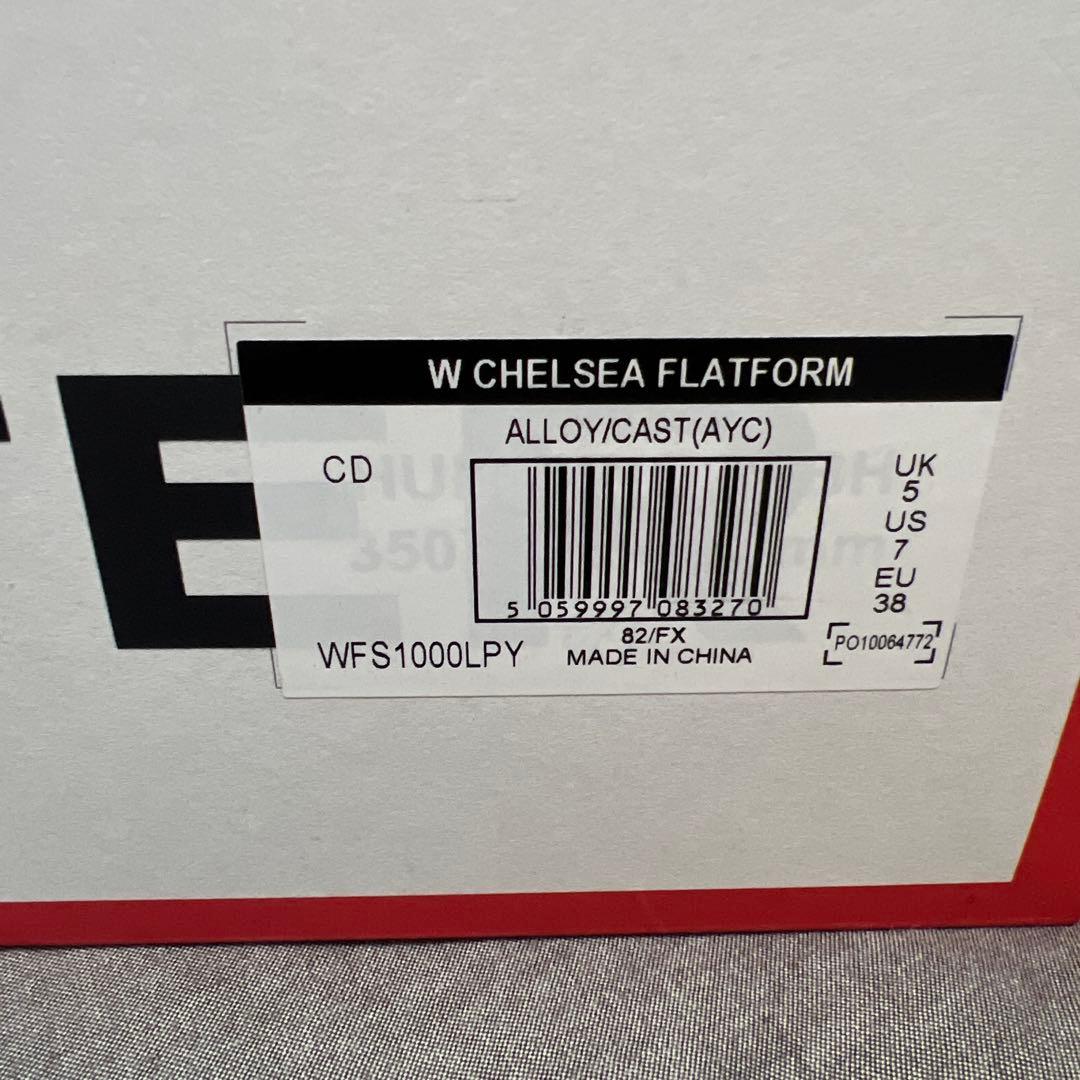 W CHELSEA FLATFORM
ALLOY/CAST(AYC)
CD
UK
5
US
7
EU
38
5 059997 083270
82/FX
MADE IN CHINA
WFS1000LPY
PO10064772
E